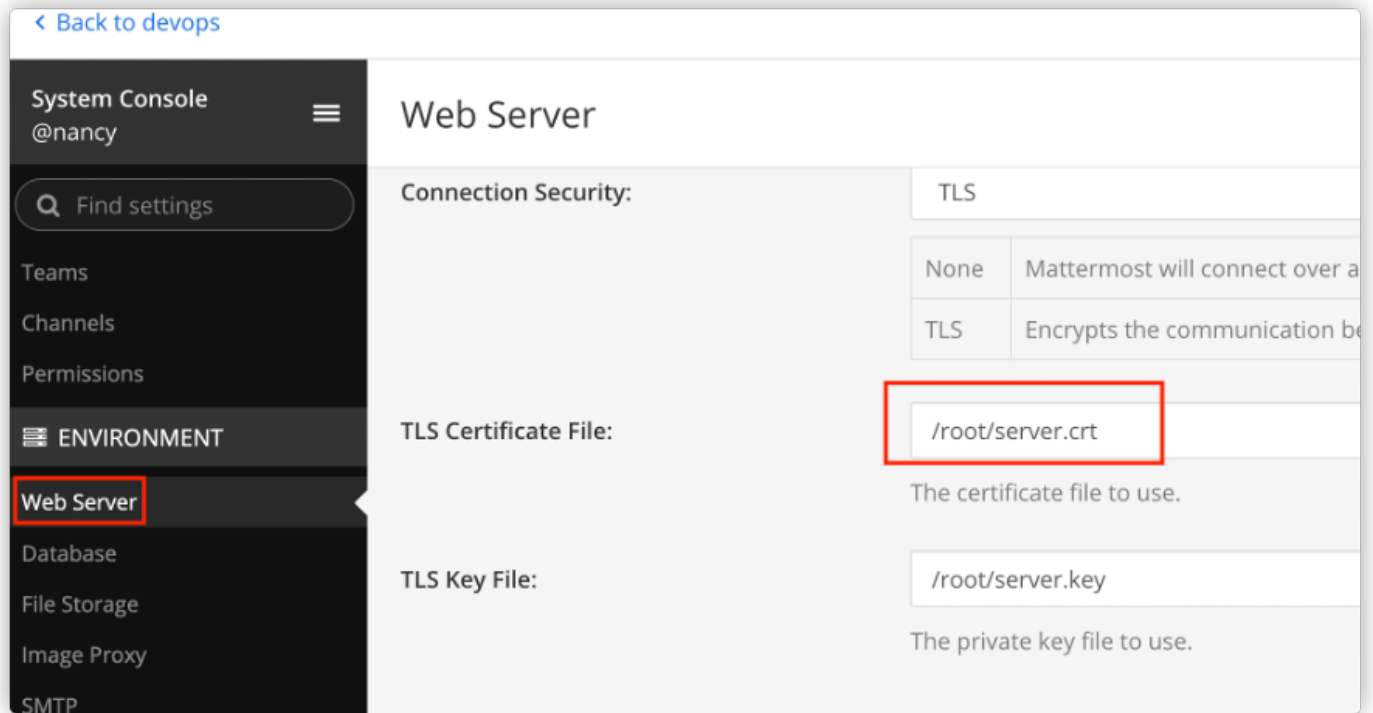 Back to devops
System Console
@nancy
Find settings
Teams
Channels
Permissions
ENVIRONMENT
Web Server
Database
File Storage
Image Proxy
SMTP
Web Server
Connection Security:
TLS
None Mattermost will connect over a
TLS Encrypts the communication be
TLS Certificate File:
/root/server.crt
The certificate file to use.
TLS Key File:
/root/server.key
The private key file to use.